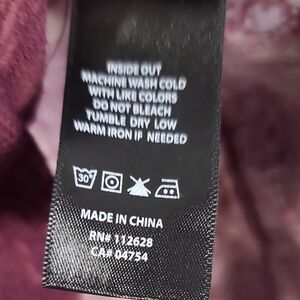 INSIDE OUT
MACHINE WASH COLD
WITH LIKE COLORS
DO NOT BLEACH
TUMBLE DRY LOW
WARM IRON IF NEEDED
30°
MADE IN CHINA
RN# 112628
CA# 04754